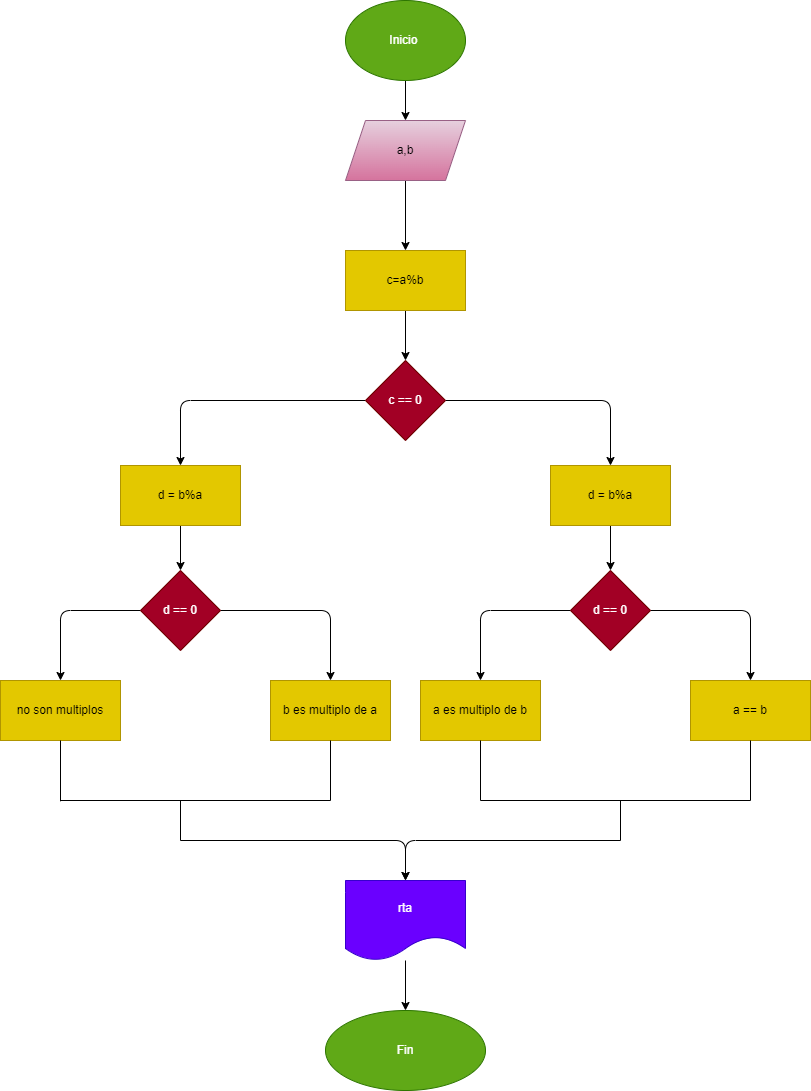 Inicio
a,b
c=a%b
c == 0
d = b%a
d = b%a
d == 0
d == 0
no son multiplos
b es multiplo de a
a es multiplo de b
a == b
rta
Fin